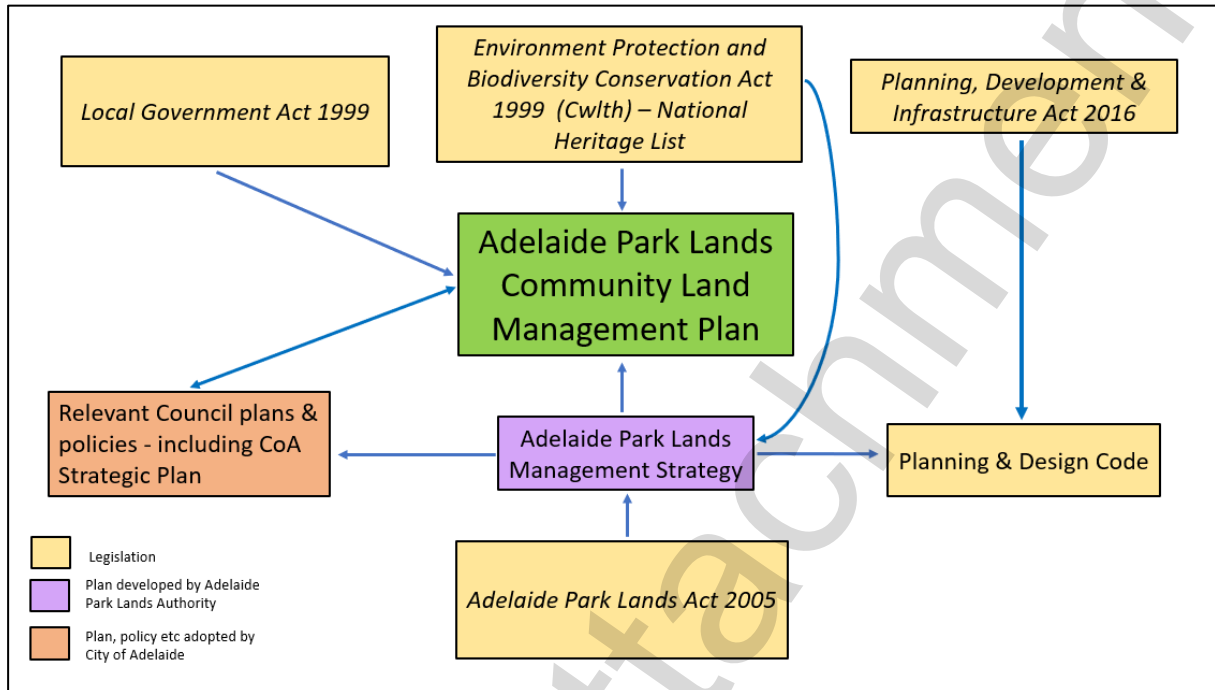 Local Government Act 1999
Environment Protection and
Biodiversity Conservation Act
1999 (Cwlth) – National
Heritage List
Planning, Development &
Infrastructure Act 2016
Adelaide Park Lands
Community Land
Management Plan
Relevant Council plans &
policies - including CoA
Strategic Plan
Adelaide Park Lands
Management Strategy
Planning & Design Code
Adelaide Park Lands Act 2005
Legislation
Plan developed by Adelaide
Park Lands Authority
Plan, policy etc adopted by
City of Adelaide